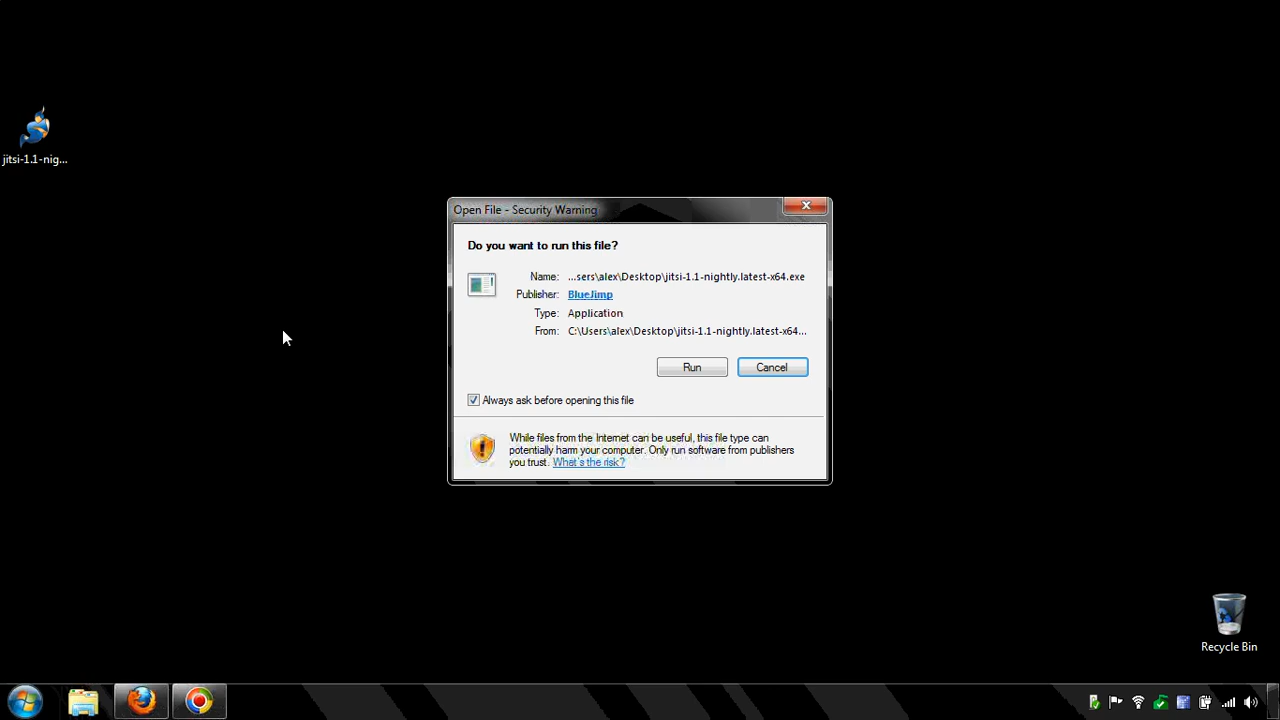 jitsi-1.1-nig...
Open File - Security Warning
Do you want to run this file?
Name: ...sers\alex\Desktop\jitsi-1.1-nightly.latest-x64.exe
Publisher: BlueJimp
Type: Application
From: C:\Users\alex\Desktop\jitsi-1.1-nightly.latest-x64...
Run Cancel
Always ask before opening this file
While files from the Internet can be useful, this file type can
potentially harm your computer. Only run software from publishers
you trust. What's the risk?
Recycle Bin